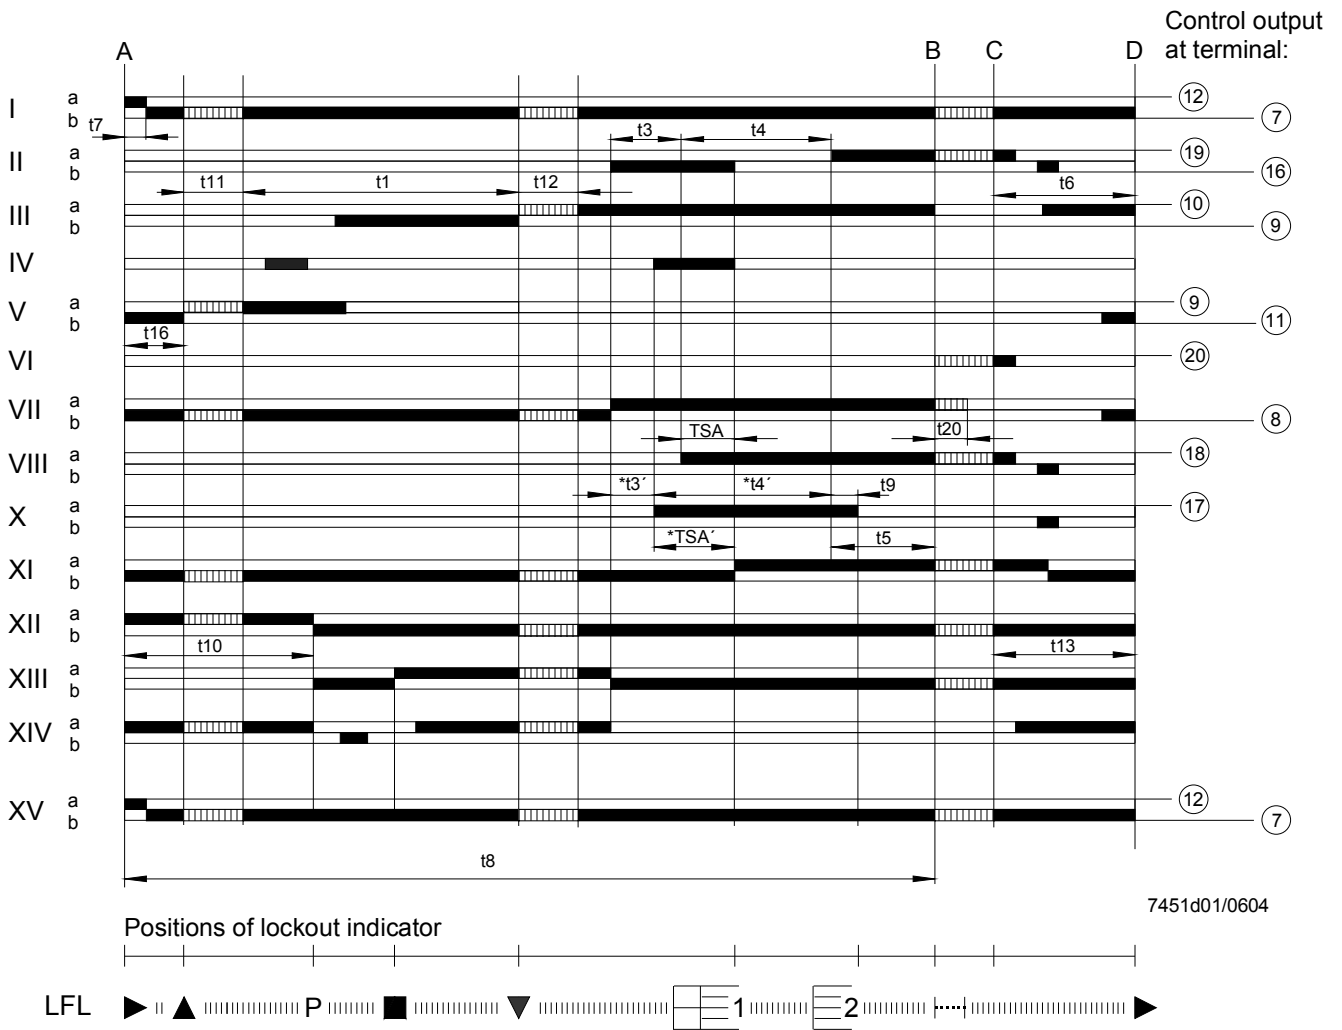 Control output
at terminal:
A B C D
I a 12
b 7
t7 t3 t4
II a 19
b 16
t11 t1 t12 t6
III a 10
b 9
IV
V a 9
b 11
t16
VI 20
VII a
b 8
TSA t20
VIII a 18
b
*t3´ *t4´ t9
X a 17
b
*TSA´ t5
XI a
b
XII a
b
t10 t13
XIII a
b
XIV a
b
XV a 12
b 7
t8
7451d01/0604
Positions of lockout indicator
LFL P 1 2